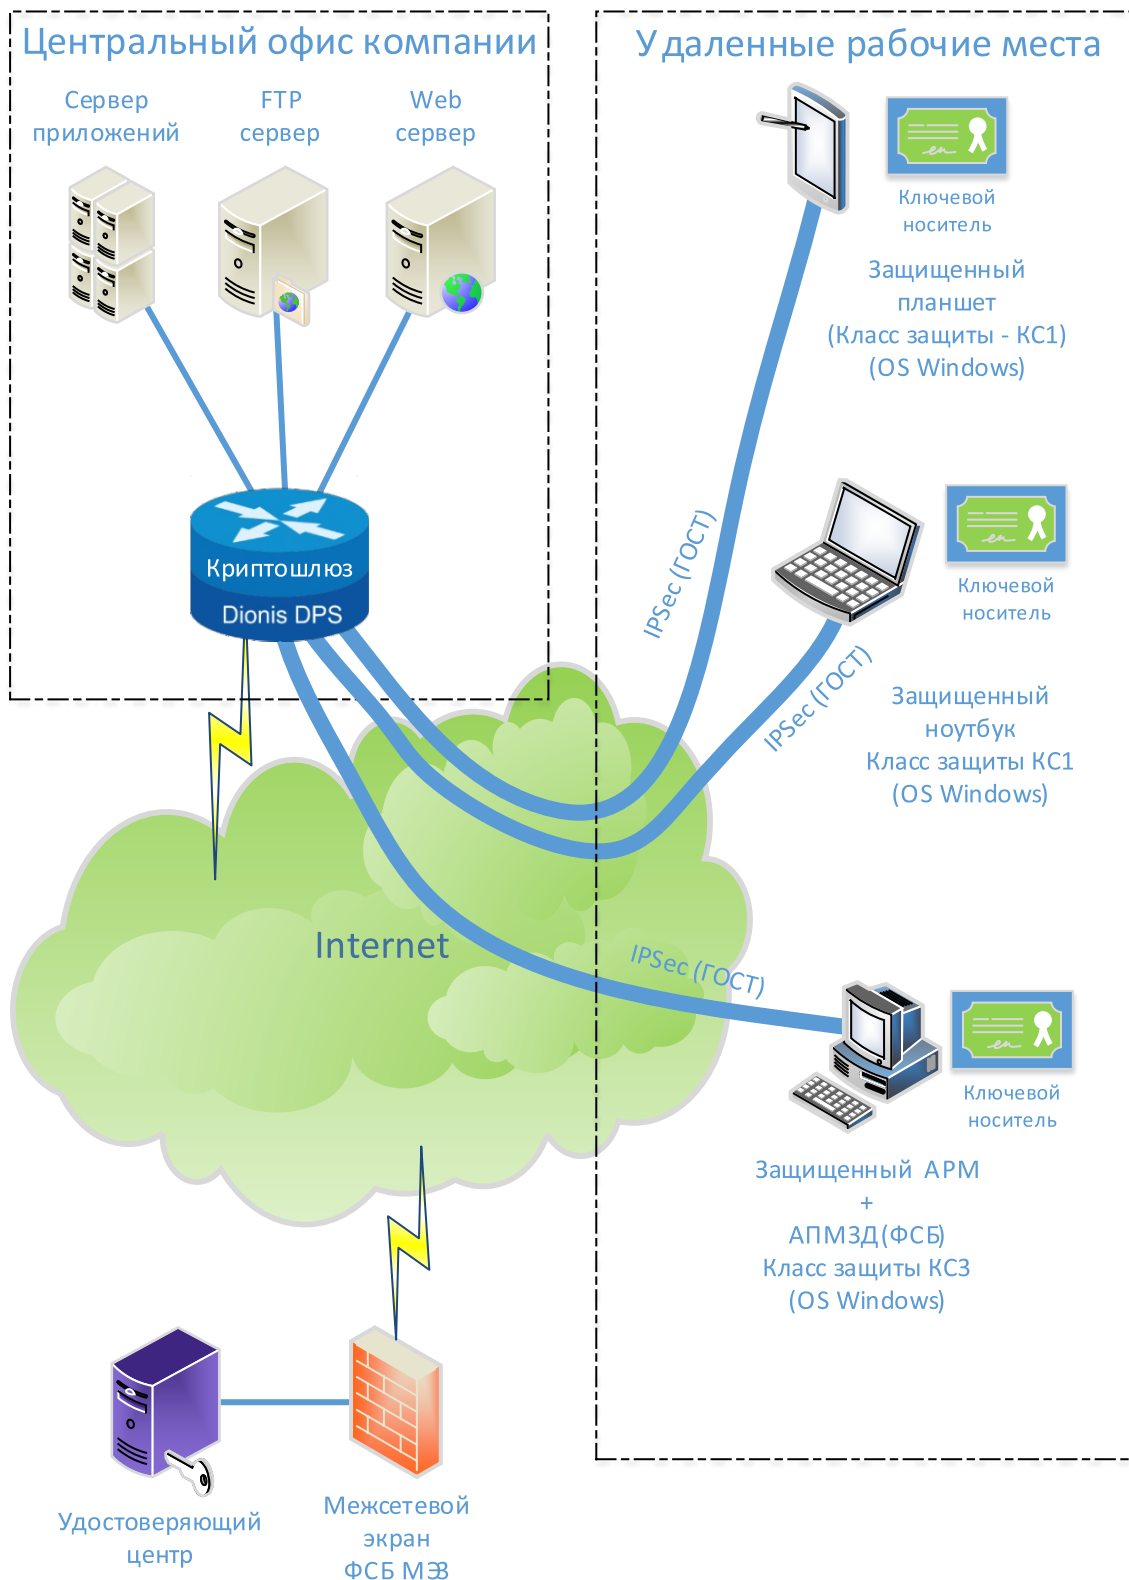 Центральный офис компании
Сервер
приложений
FTP
сервер
Web
сервер
Криптошлюз
Dionis DPS
Internet
Удаленные рабочие места
Ключевой
носитель
Защищенный
планшет
(Класс защиты - КС1)
(OS Windows)
IPSec (ГОСТ)
Ключевой
носитель
IPSec (ГОСТ)
Защищенный
ноутбук
Класс защиты КС1
(OS Windows)
IPSec (ГОСТ)
Ключевой
носитель
Защищенный АРМ
+
АПМЗД(ФСБ)
Класс защиты КС3
(OS Windows)
Удостоверяющий
центр
Межсетевой
экран
ФСБ МЭ3